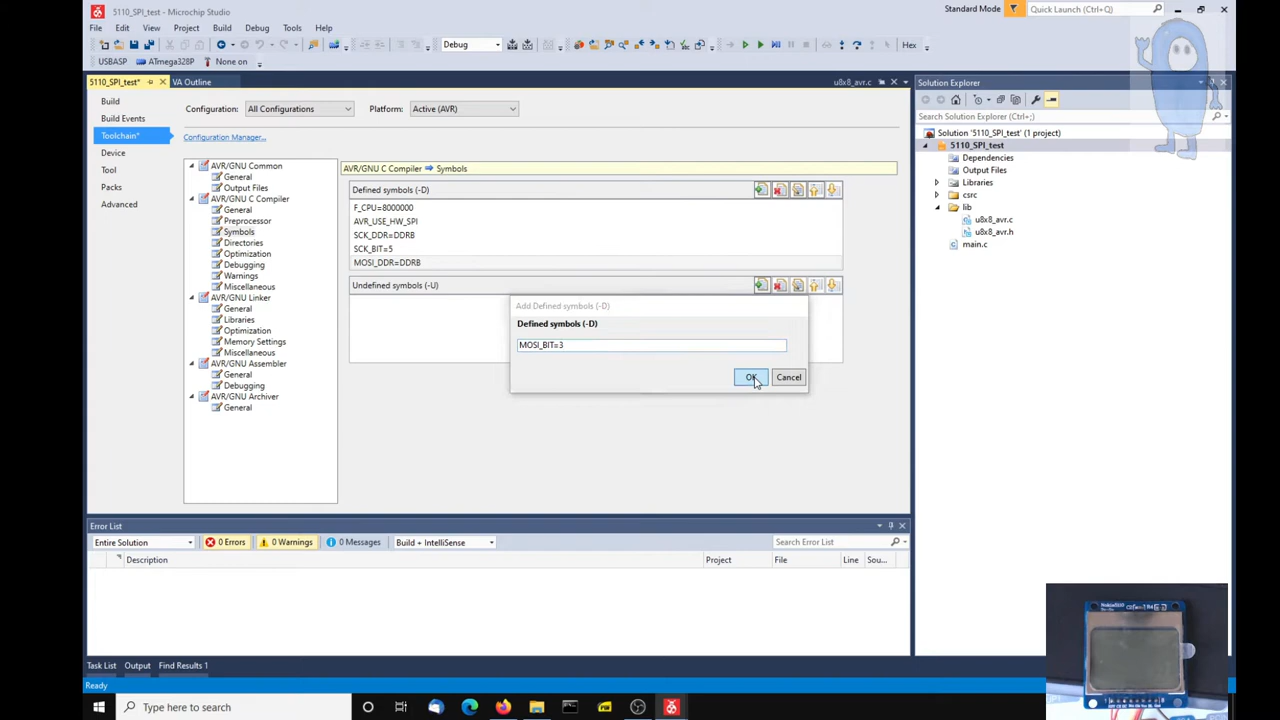 5110_SPI_test - Microchip Studio
Standard Mode
Quick Launch (Ctrl+;)
File Edit View Project Build Debug Tools Window Help
Debug
Hex
USBASP ATmega328P None on
5110_SPI_test*
VA Outline
u8x8_avr.c
Solution Explorer
Build
Configuration: All Configurations Platform: Active (AVR)
Search Solution Explorer (Ctrl+;)
Build Events
Toolchain*
Configuration Manager...
Solution '5110_SPI_test' (1 project)
5110_SPI_test
Device
Dependencies
Tool
Output Files
Packs
Libraries
Advanced
csrc
lib
u8x8_avr.c
u8x8_avr.h
main.c
AVR/GNU Common
General
Output Files
AVR/GNU C Compiler
General
Preprocessor
Symbols
Directories
Optimization
Debugging
Warnings
Miscellaneous
AVR/GNU Linker
General
Libraries
Optimization
Memory Settings
Miscellaneous
AVR/GNU Assembler
General
Debugging
AVR/GNU Archiver
General
AVR/GNU C Compiler Symbols
Defined symbols (-D)
F_CPU=8000000
AVR_USE_HW_SPI
SCK_DDR=DDRB
SCK_BIT=5
MOSI_DDR=DDRB
Undefined symbols (-U)
Add Defined symbols (-D)
Defined symbols (-D)
MOSI_BIT=3
OK Cancel
Error List
Entire Solution 0 Errors 0 Warnings 0 Messages Build + IntelliSense Search Error List
Description Project File Line Sou...
Task List Output Find Results 1
Ready
Type here to search